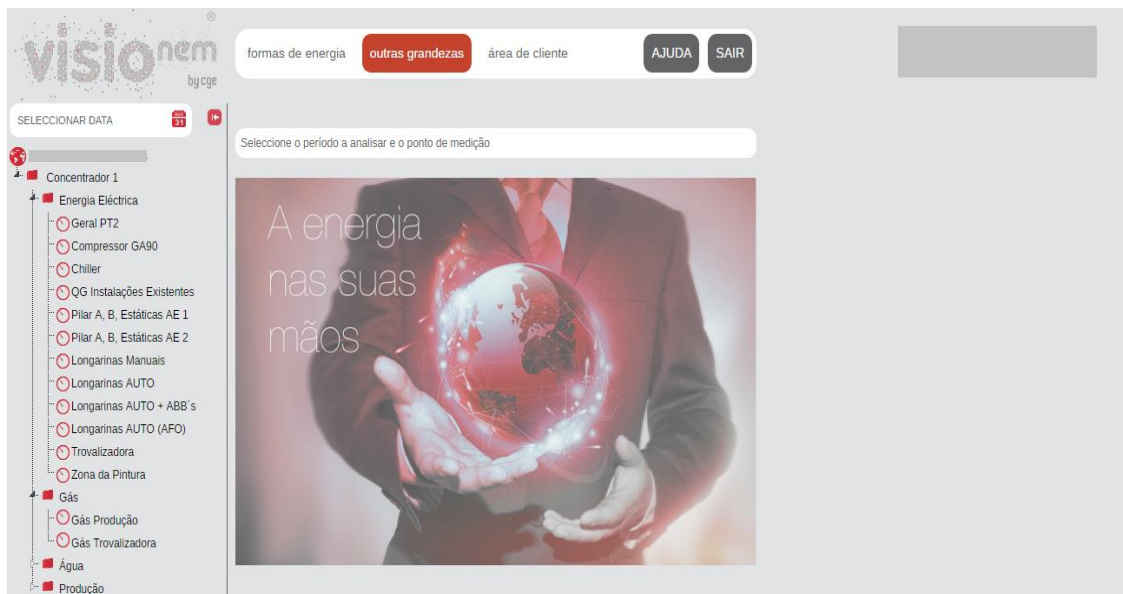 visionem
®
by cge
formas de energia
outras grandezas
área de cliente
AJUDA
SAIR
SELECCIONAR DATA
31
Seleccione o período a analisar e o ponto de medição
Concentrador 1
Energia Eléctrica
Geral PT2
Compressor GA90
Chiller
QG Instalações Existentes
Pilar A, B, Estáticas AE 1
Pilar A, B, Estáticas AE 2
Longarinas Manuais
Longarinas AUTO
Longarinas AUTO + ABB´s
Longarinas AUTO (AFO)
Trovalizadora
Zona da Pintura
Gás
Gás Produção
Gás Trovalizadora
Água
Produção
A energia
nas suas
mãos